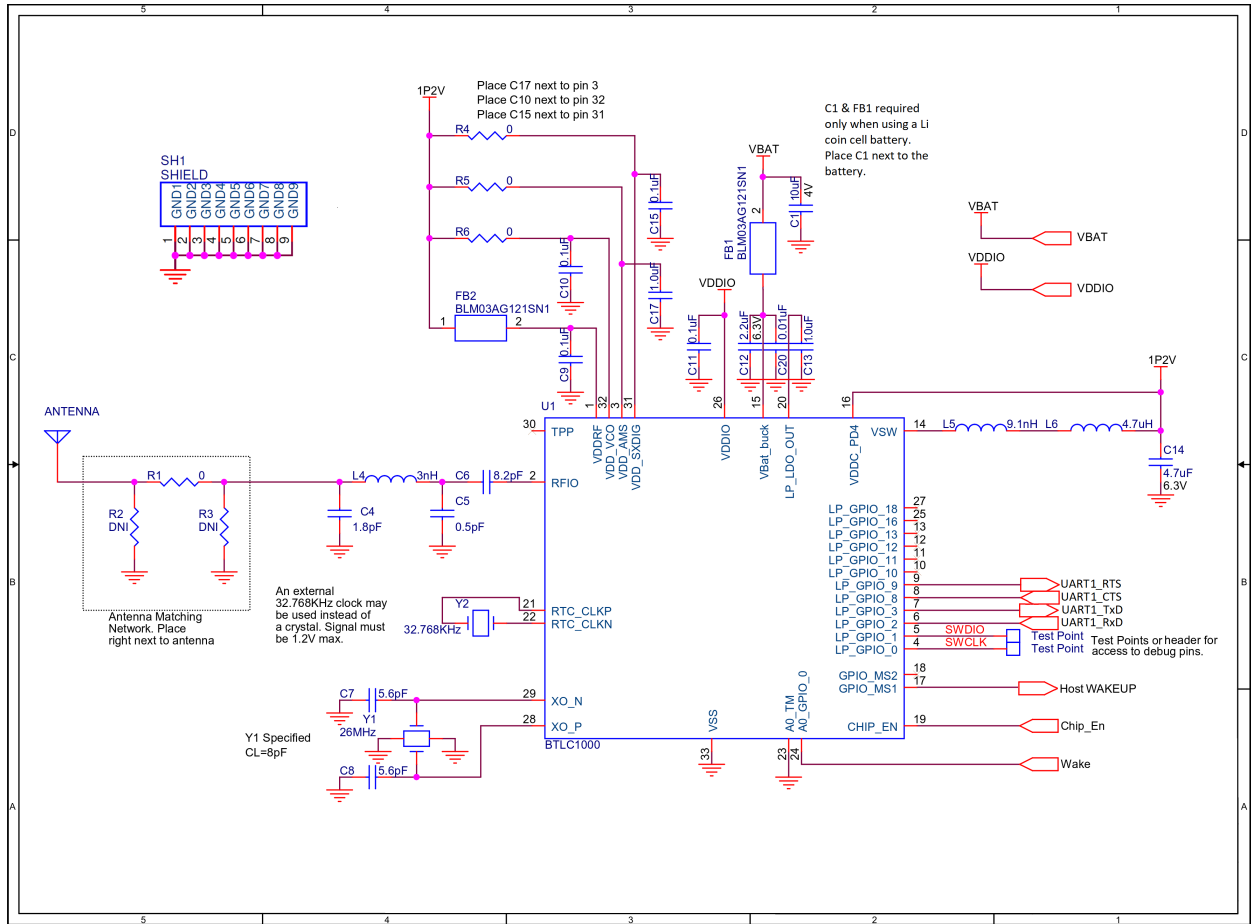 5
4
3
2
1
D
D
C
C
B
B
A
A
1P2V
Place C17 next to pin 3
Place C10 next to pin 32
Place C15 next to pin 31
R4
0
R5
0
R6
0
C15
0.1uF
C10
0.1uF
C17
1.0uF
FB2
BLM03AG121SN1
1
2
C9
0.1uF
SH1
SHIELD
GND1
GND2
GND3
GND4
GND5
GND6
GND7
GND8
GND9
1
2
3
4
5
6
7
8
9
C1 & FB1 required
only when using a Li
coin cell battery.
Place C1 next to the
battery.
VBAT
C1
10uF
4V
FB1
BLM03AG121SN1
2
VDDIO
C11
0.1uF
C12
2.2uF
6.3V
C20
0.01uF
C13
1.0uF
VBAT
VBAT
VDDIO
VDDIO
1P2V
L5
9.1nH
L6
4.7uH
C14
4.7uF
6.3V
U1
1
32
3
31
26
15
20
16
30
TPP
VDDRF
VDD_VCO
VDD_AMS
VDD_SXDIG
VDDIO
VBat_buck
LP_LDO_OUT
VDDC_PD4
VSW
14
2
RFIO
ANTENNA
R1
0
R2
DNI
R3
DNI
L4
3nH
C6
8.2pF
C4
1.8pF
C5
0.5pF
Antenna Matching
Network. Place
right next to antenna
An external
32.768KHz clock may
be used instead of
a crystal. Signal must
be 1.2V max.
Y2
32.768KHz
21
RTC_CLKP
22
RTC_CLKN
C7
5.6pF
29
XO_N
Y1
26MHz
28
XO_P
Y1 Specified
CL=8pF
C8
5.6pF
BTLC1000
LP_GPIO_18
27
LP_GPIO_16
25
LP_GPIO_13
13
LP_GPIO_12
12
LP_GPIO_11
11
LP_GPIO_10
10
LP_GPIO_9
9
UART1_RTS
LP_GPIO_8
8
UART1_CTS
LP_GPIO_3
7
UART1_TxD
LP_GPIO_2
6
UART1_RxD
LP_GPIO_1
5
SWDIO
Test Point
LP_GPIO_0
4
SWCLK
Test Point
Test Points or header for
access to debug pins.
GPIO_MS2
18
GPIO_MS1
17
Host WAKEUP
CHIP_EN
19
Chip_En
VSS
33
A0_TM
23
A0_GPIO_0
24
Wake
5
4
3
2
1